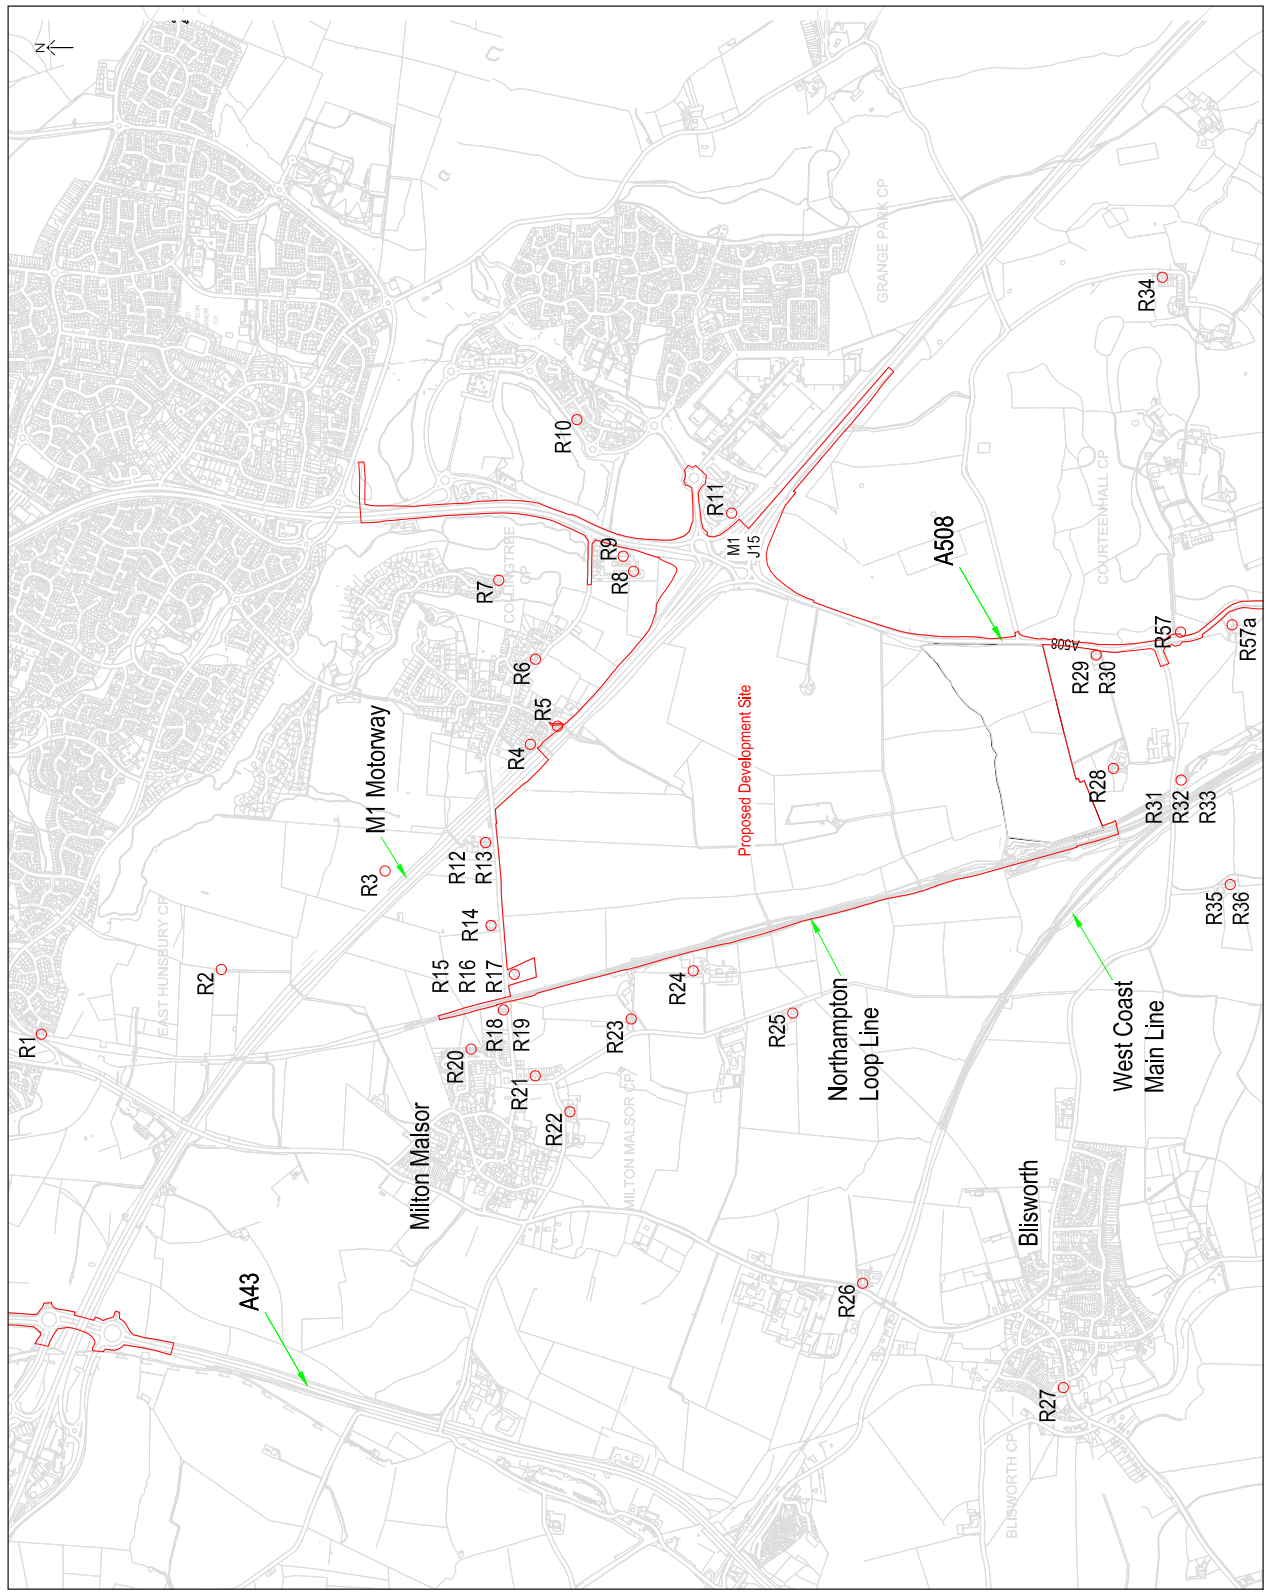 N
R1
EAST HUNSBURY CP
R2
R3
M1 Motorway
A43
Milton Malsor
R20
R18
R19
R15
R16
R17
R14
R12
R13
R4
R5
R6
R7
COLLINGTREE
CP
R8
R9
R10
R11
M1
J15
GRANGE PARK CP
R21
R22
MILTON MALSOR CP
R23
R24
R25
Northampton
Loop Line
Proposed Development Site
A508
A508
COURTEENHALL CP
R34
R26
Blisworth
R27
BLISWORTH CP
West Coast
Main Line
R28
R29
R30
R57
R57a
R31
R32
R33
R35
R36